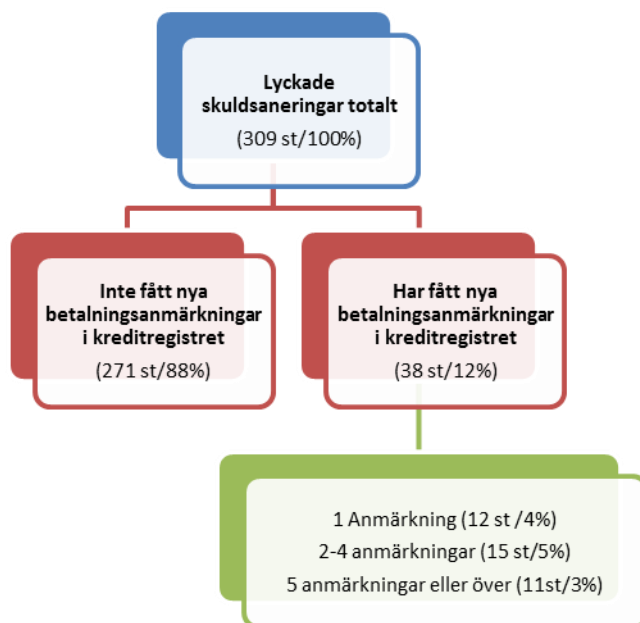 Lyckade
skuldsaneringar totalt
(309 st/100%)
Inte fått nya
betalningsanmärkningar
i kreditregistret
(271 st/88%)
Har fått nya
betalningsanmärkningar
i kreditregistret
(38 st/12%)
1 Anmärkning (12 st /4%)
2-4 anmärkningar (15 st/5%)
5 anmärkningar eller över (11st/3%)